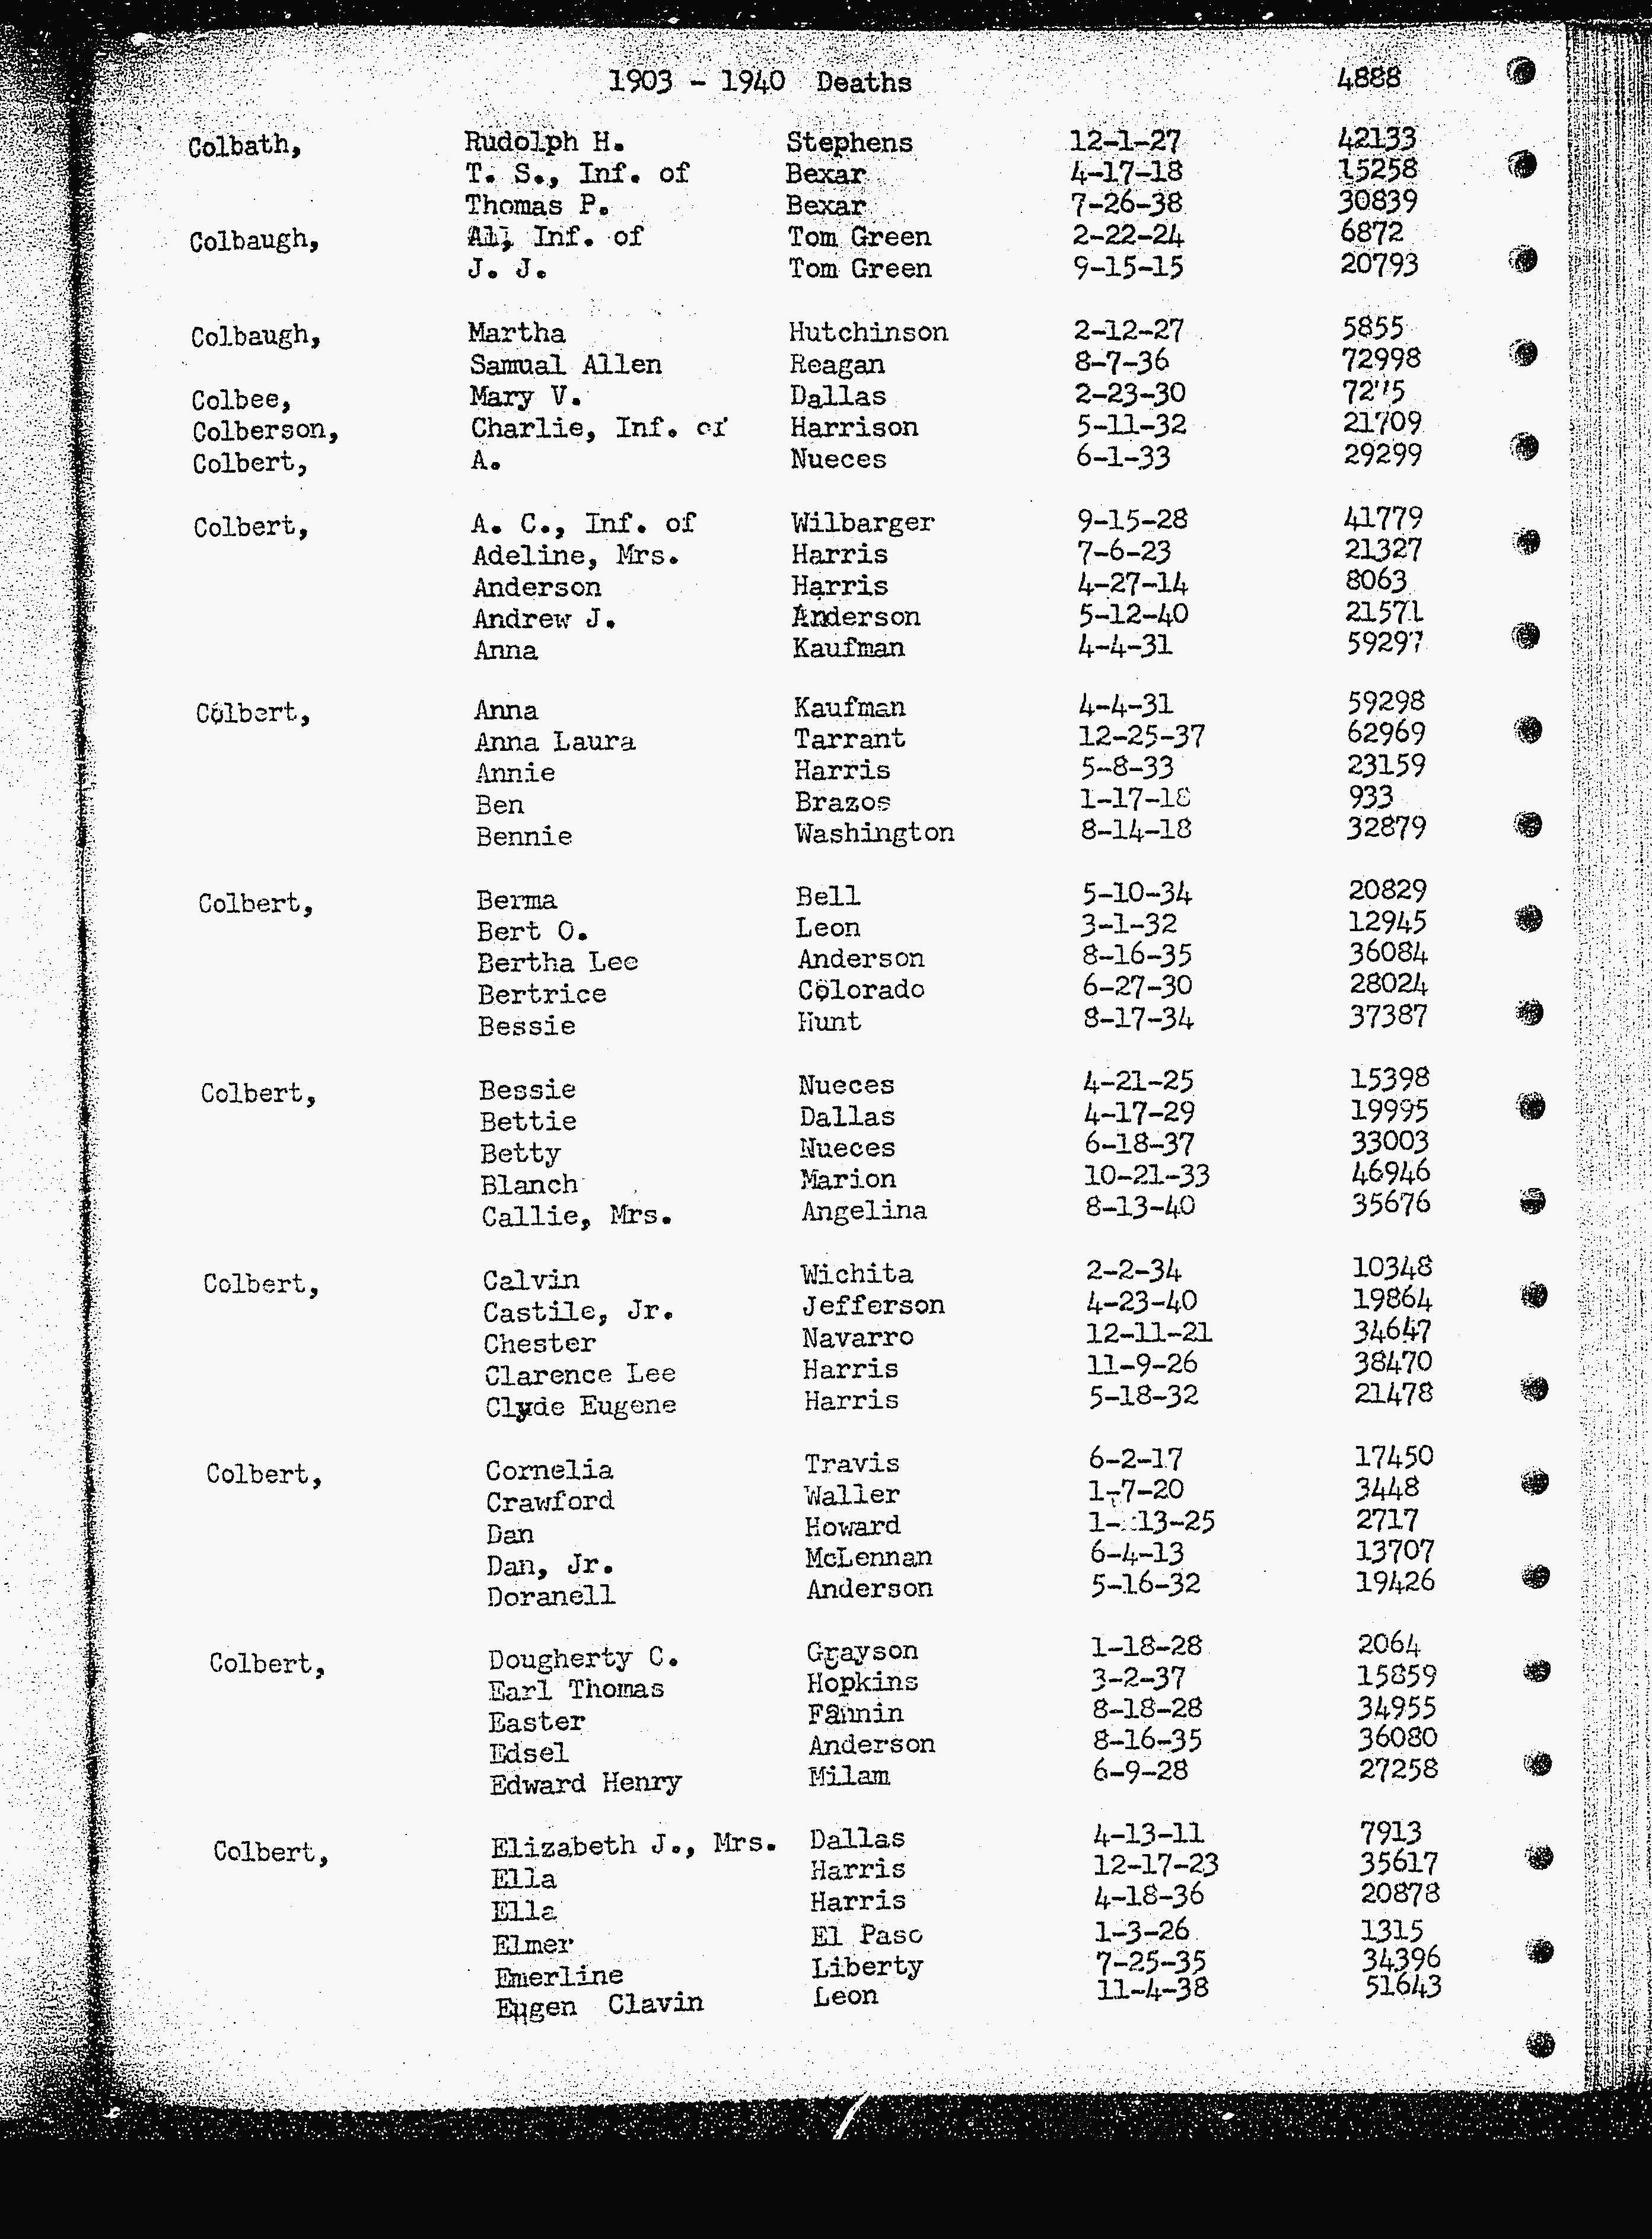 1903 - 1940 Deaths 4888
Colbath, Rudolph H. Stephens 12-1-27 42133
T. S., Inf. of Bexar 4-17-18 15258
Thomas P. Bexar 7-26-38 30839
Colbaugh, Al, Inf. of Tom Green 2-22-24 6872
J. J. Tom Green 9-15-15 20793
Colbaugh, Martha Hutchinson 2-12-27 5855
Samual Allen Reagan 8-7-36 72998
Colbee, Mary V. Dallas 2-23-30
Colberson, Charlie, Inf. of Harrison 5-11-32 21709
Colbert, A. Nueces 6-1-33 29299
Colbert, A. C., Inf. of Wilbarger 9-15-28 41779
Adeline, Mrs. Harris 7-6-23 21327
Anderson Harris 4-27-14 8063
Andrew J. Anderson 5-12-40 21571
Anna Kaufman 4-4-31 59297
Colbert, Anna Kaufman 4-4-31 59298
Anna Laura Tarrant 12-25-37 62969
Annie Harris 5-8-33 23159
Ben Brazos 1-17-18 933
Bennie Washington 8-14-18 32879
Colbert, Berma Bell 5-10-34 20829
Bert O. Leon 3-1-32 12945
Bertha Lee Anderson 8-16-35 36084
Bertrice Colorado 6-27-30 28024
Bessie Hunt 8-17-34 37387
Colbert, Bessie Nueces 4-21-25 15398
Bettie Dallas 4-17-29 19995
Betty Nueces 6-18-37 33003
Blanch Marion 10-21-33 46946
Callie, Mrs. Angelina 8-13-40 35676
Colbert, Calvin Wichita 2-2-34 10348
Castile, Jr. Jefferson 4-23-40 19864
Chester Navarro 12-11-21 34647
Clarence Lee Harris 11-9-26 38470
Clyde Eugene Harris 5-18-32 21478
Colbert, Cornelia Travis 6-2-17 17450
Crawford Waller 1-7-20 3448
Dan Howard 1-13-25 2717
Dan, Jr. McLennan 6-4-13 13707
Doranell Anderson 5-16-32 19426
Colbert, Dougherty C. Grayson 1-18-28 2064
Earl Thomas Hopkins 3-2-37 15859
Easter Fannin 8-18-28 34955
Edsel Anderson 8-16-35 36080
Edward Henry Milam 6-9-28 27258
Colbert, Elizabeth J., Mrs. Dallas 4-13-11 7913
Ella Harris 12-17-23 35617
Ella Harris 4-18-36 20878
Elmer El Paso 1-3-26 1315
Emerline Liberty 7-25-35 34396
Eugen Clavin Leon 11-4-38 51643